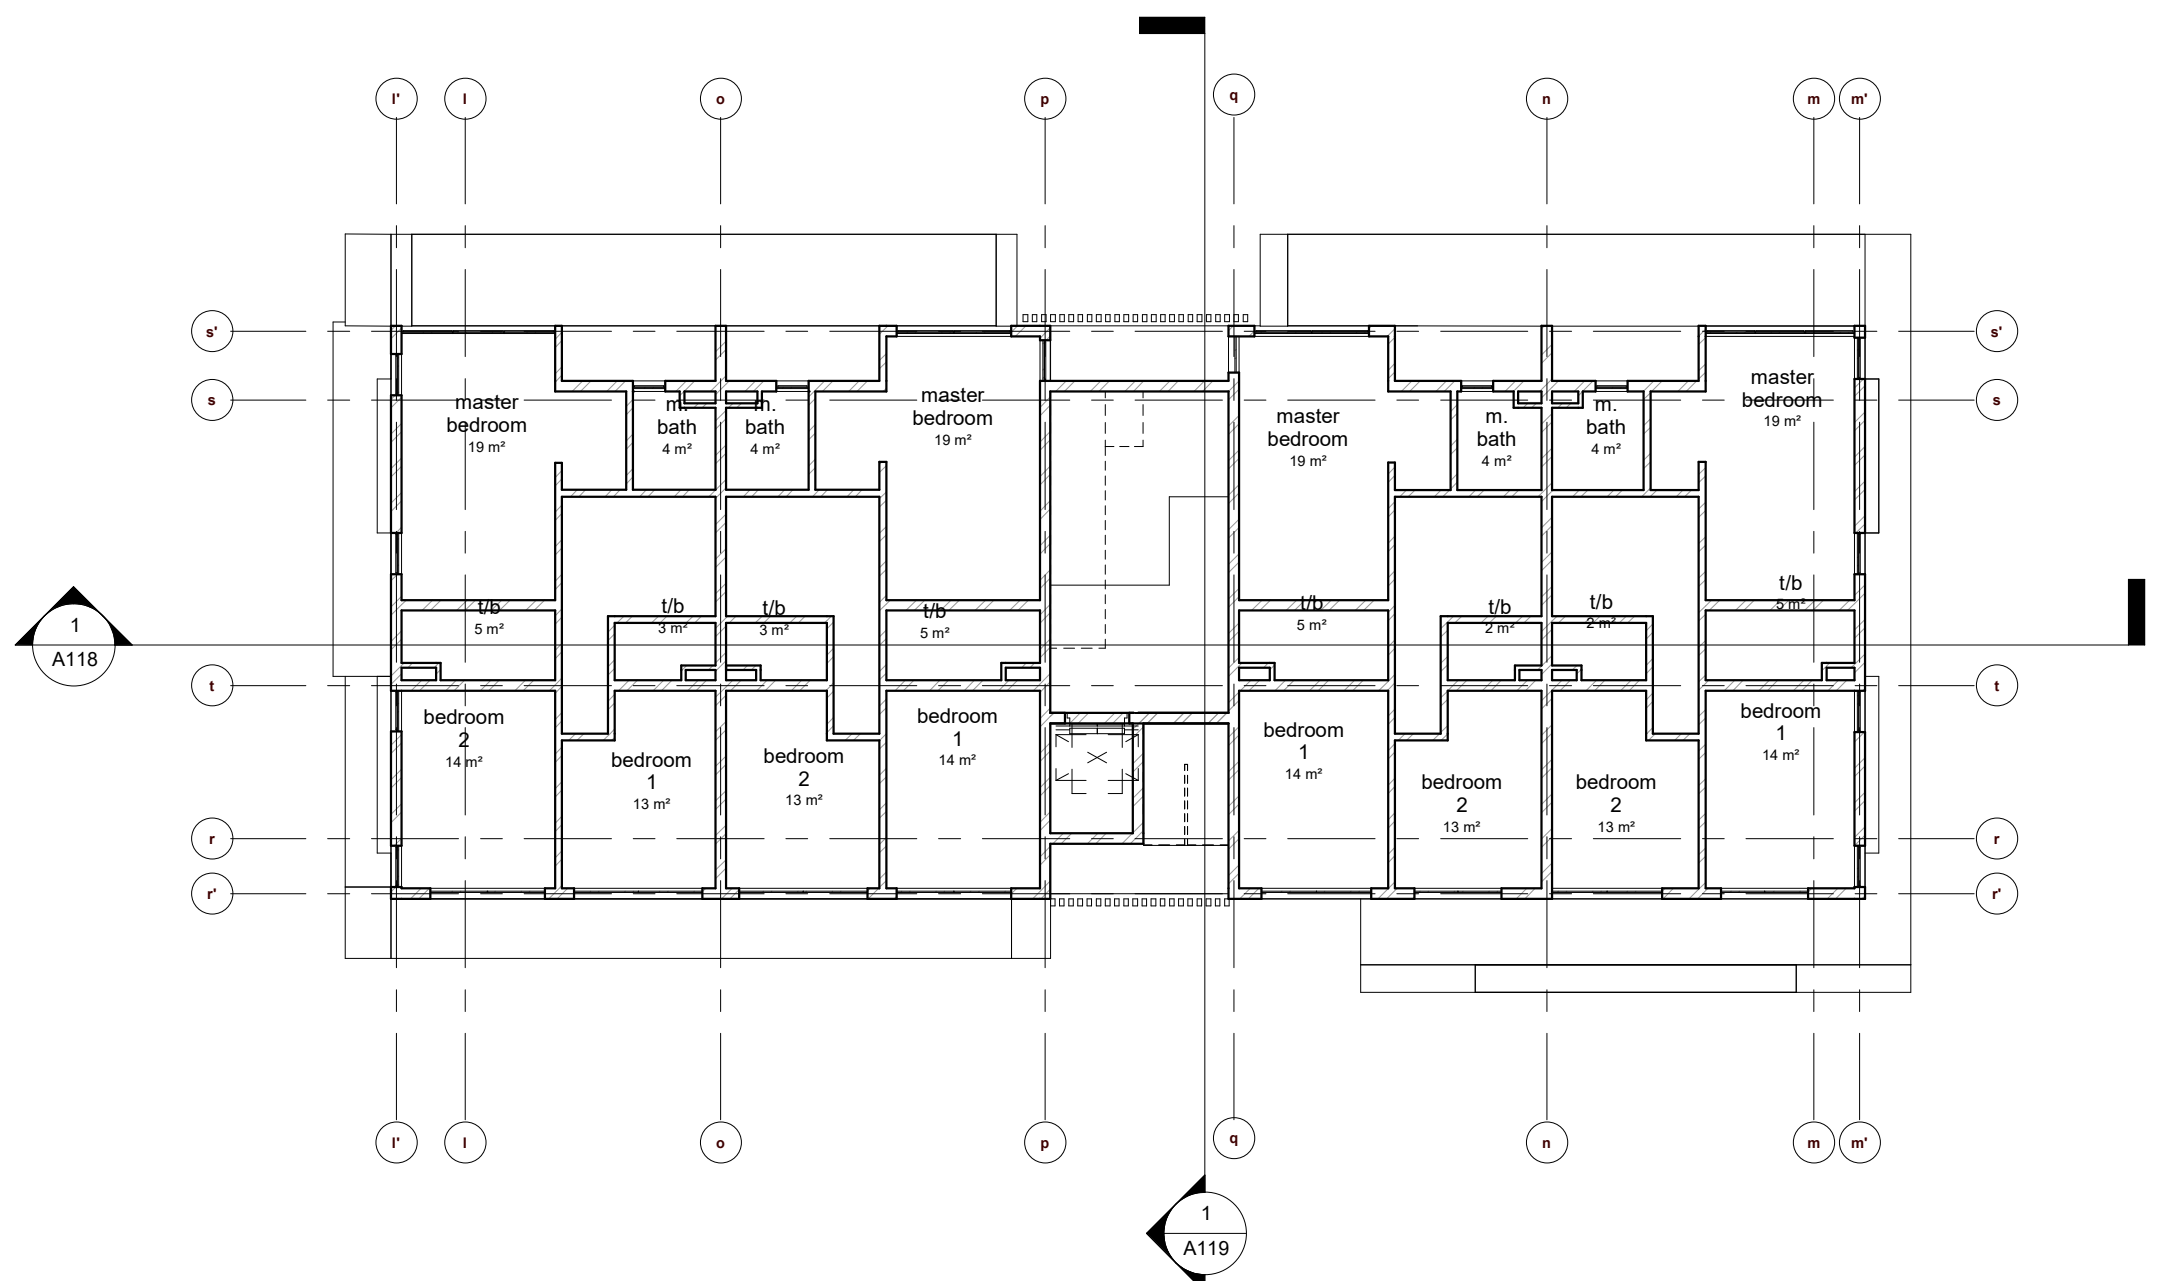 l'
l
o
p
q
n
m
m'
s'
s'
s
s
master
bedroom
19 m²
m.
bath
4 m²
m.
bath
4 m²
master
bedroom
19 m²
master
bedroom
19 m²
m.
bath
4 m²
m.
bath
4 m²
master
bedroom
19 m²
t/b
5 m²
t/b
3 m²
t/b
3 m²
t/b
5 m²
t/b
5 m²
t/b
2 m²
t/b
2 m²
t/b
5 m²
1
A118
t
t
bedroom
2
14 m²
bedroom
1
13 m²
bedroom
2
13 m²
bedroom
1
14 m²
bedroom
1
14 m²
bedroom
2
13 m²
bedroom
2
13 m²
bedroom
1
14 m²
r
r
r'
r'
l'
l
o
p
q
n
m
m'
1
A119